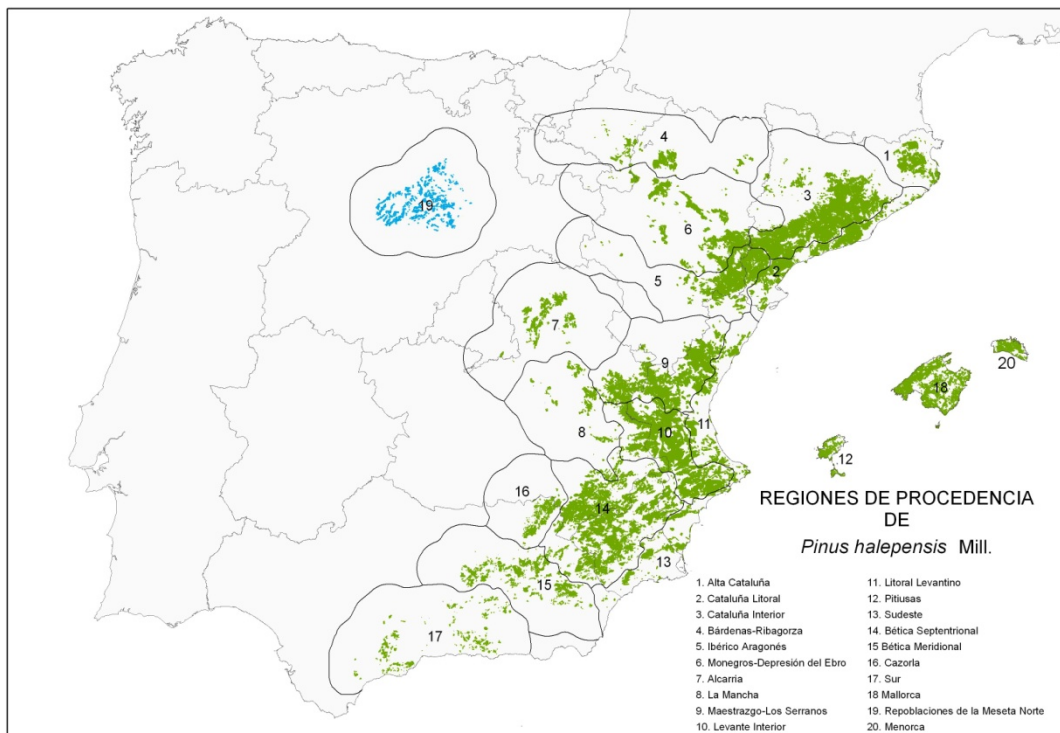 4
1
3
19
6
2
5
7
9
20
18
11
10
8
12
16
14
13
15
17
REGIONES DE PROCEDENCIA
DE
Pinus halepensis Mill.
1. Alta Cataluña
2. Cataluña Litoral
3. Cataluña Interior
4. Bárdenas-Ribagorza
5. Ibérico Aragonés
6. Monegros-Depresión del Ebro
7. Alcarria
8. La Mancha
9. Maestrazgo-Los Serranos
10. Levante Interior
11. Litoral Levantino
12. Pitiusas
13. Sudeste
14. Bética Septentrional
15 Bética Meridional
16. Cazorla
17. Sur
18 Mallorca
19. Repoblaciones de la Meseta Norte
20. Menorca